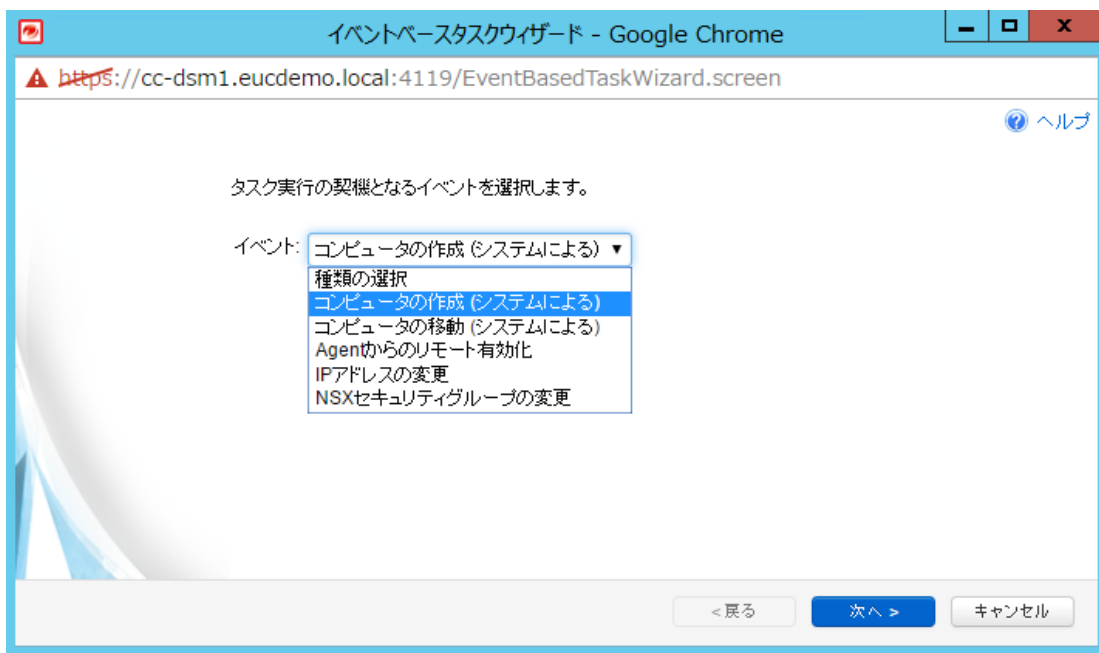 イベントベースタスクウィザード - Google Chrome
https://cc-dsm1.eucdemo.local:4119/EventBasedTaskWizard.screen
ヘルプ
タスク実行の契機となるイベントを選択します。
イベント: コンピュータの作成 (システムによる)
種類の選択
コンピュータの作成 (システムによる)
コンピュータの移動 (システムによる)
Agentからのリモート有効化
IPアドレスの変更
NSXセキュリティグループの変更
<戻る 次へ > キャンセル